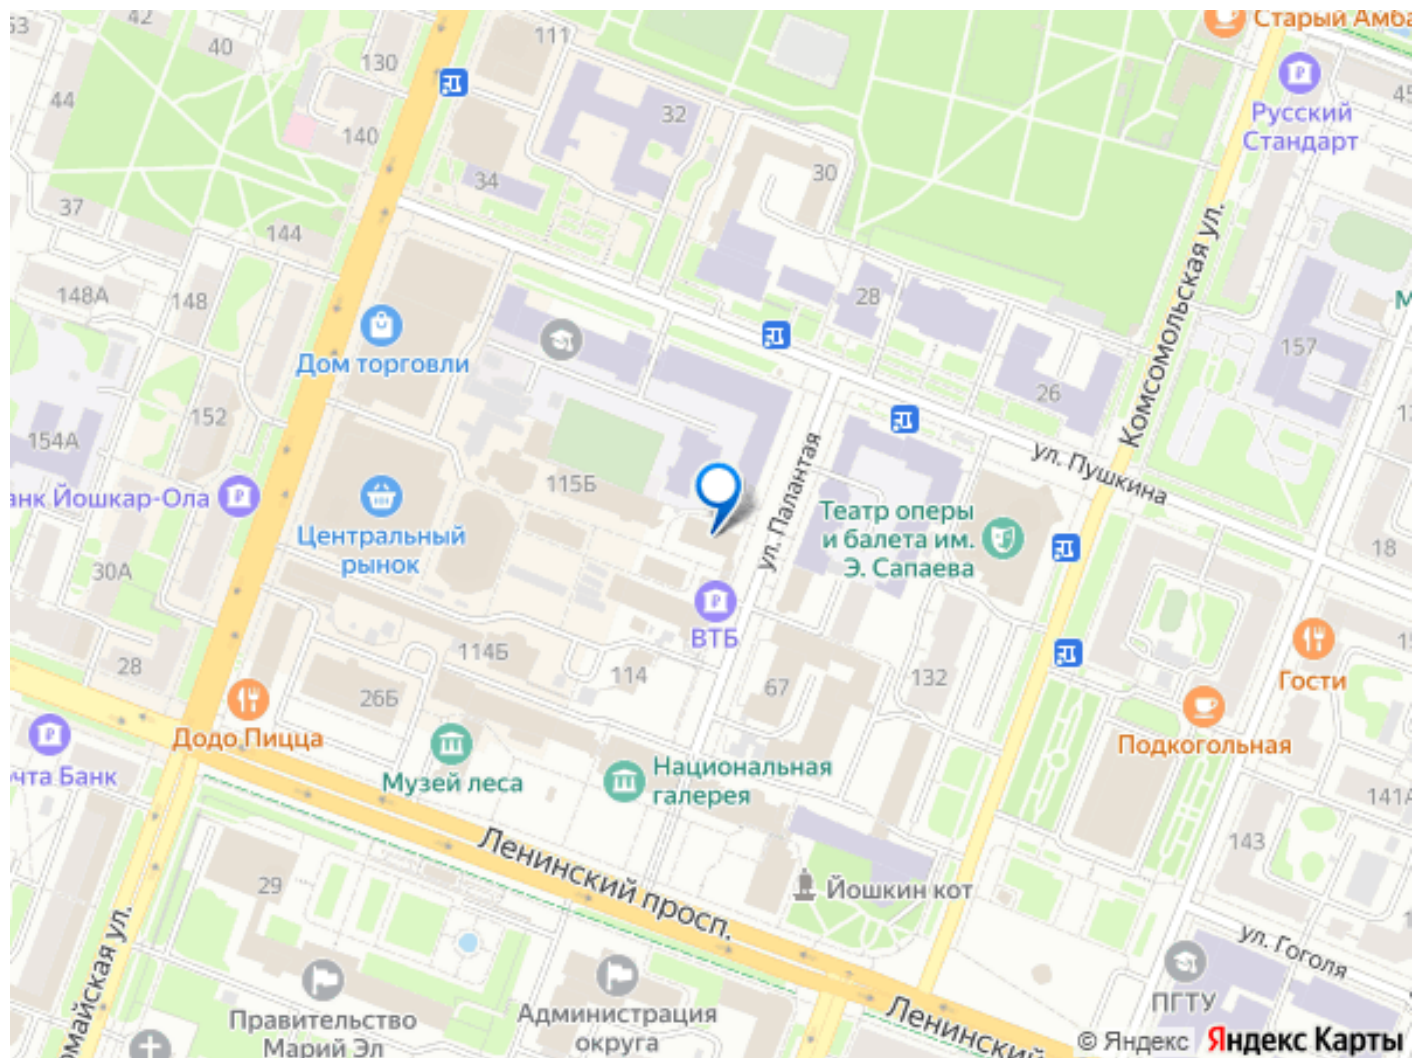 42
40
130
44
140
37
144
148А
148
111
32
34
30
28
26
Старый Амба
Русский
Стандарт
45
157
Комсомольская ул.
ул. Пушкина
Дом торговли
152
154А
анк Йошкар-Ола
30А
28
Центральный
рынок
115Б
ул. Палантая
Театр оперы
и балета им.
Э. Сапаева
18
ВТБ
114Б
114
26Б
67
132
Гости
Подкогольная
Додо Пицца
чта Банк
Музей леса
Национальная
галерея
141А
143
Ленинский просп.
29
Йошкин кот
ул. Гоголя
ПГТУ
омайская ул.
Правительство
Марий Эл
Администрация
округа
Ленинский
© Яндекс Яндекс Карты